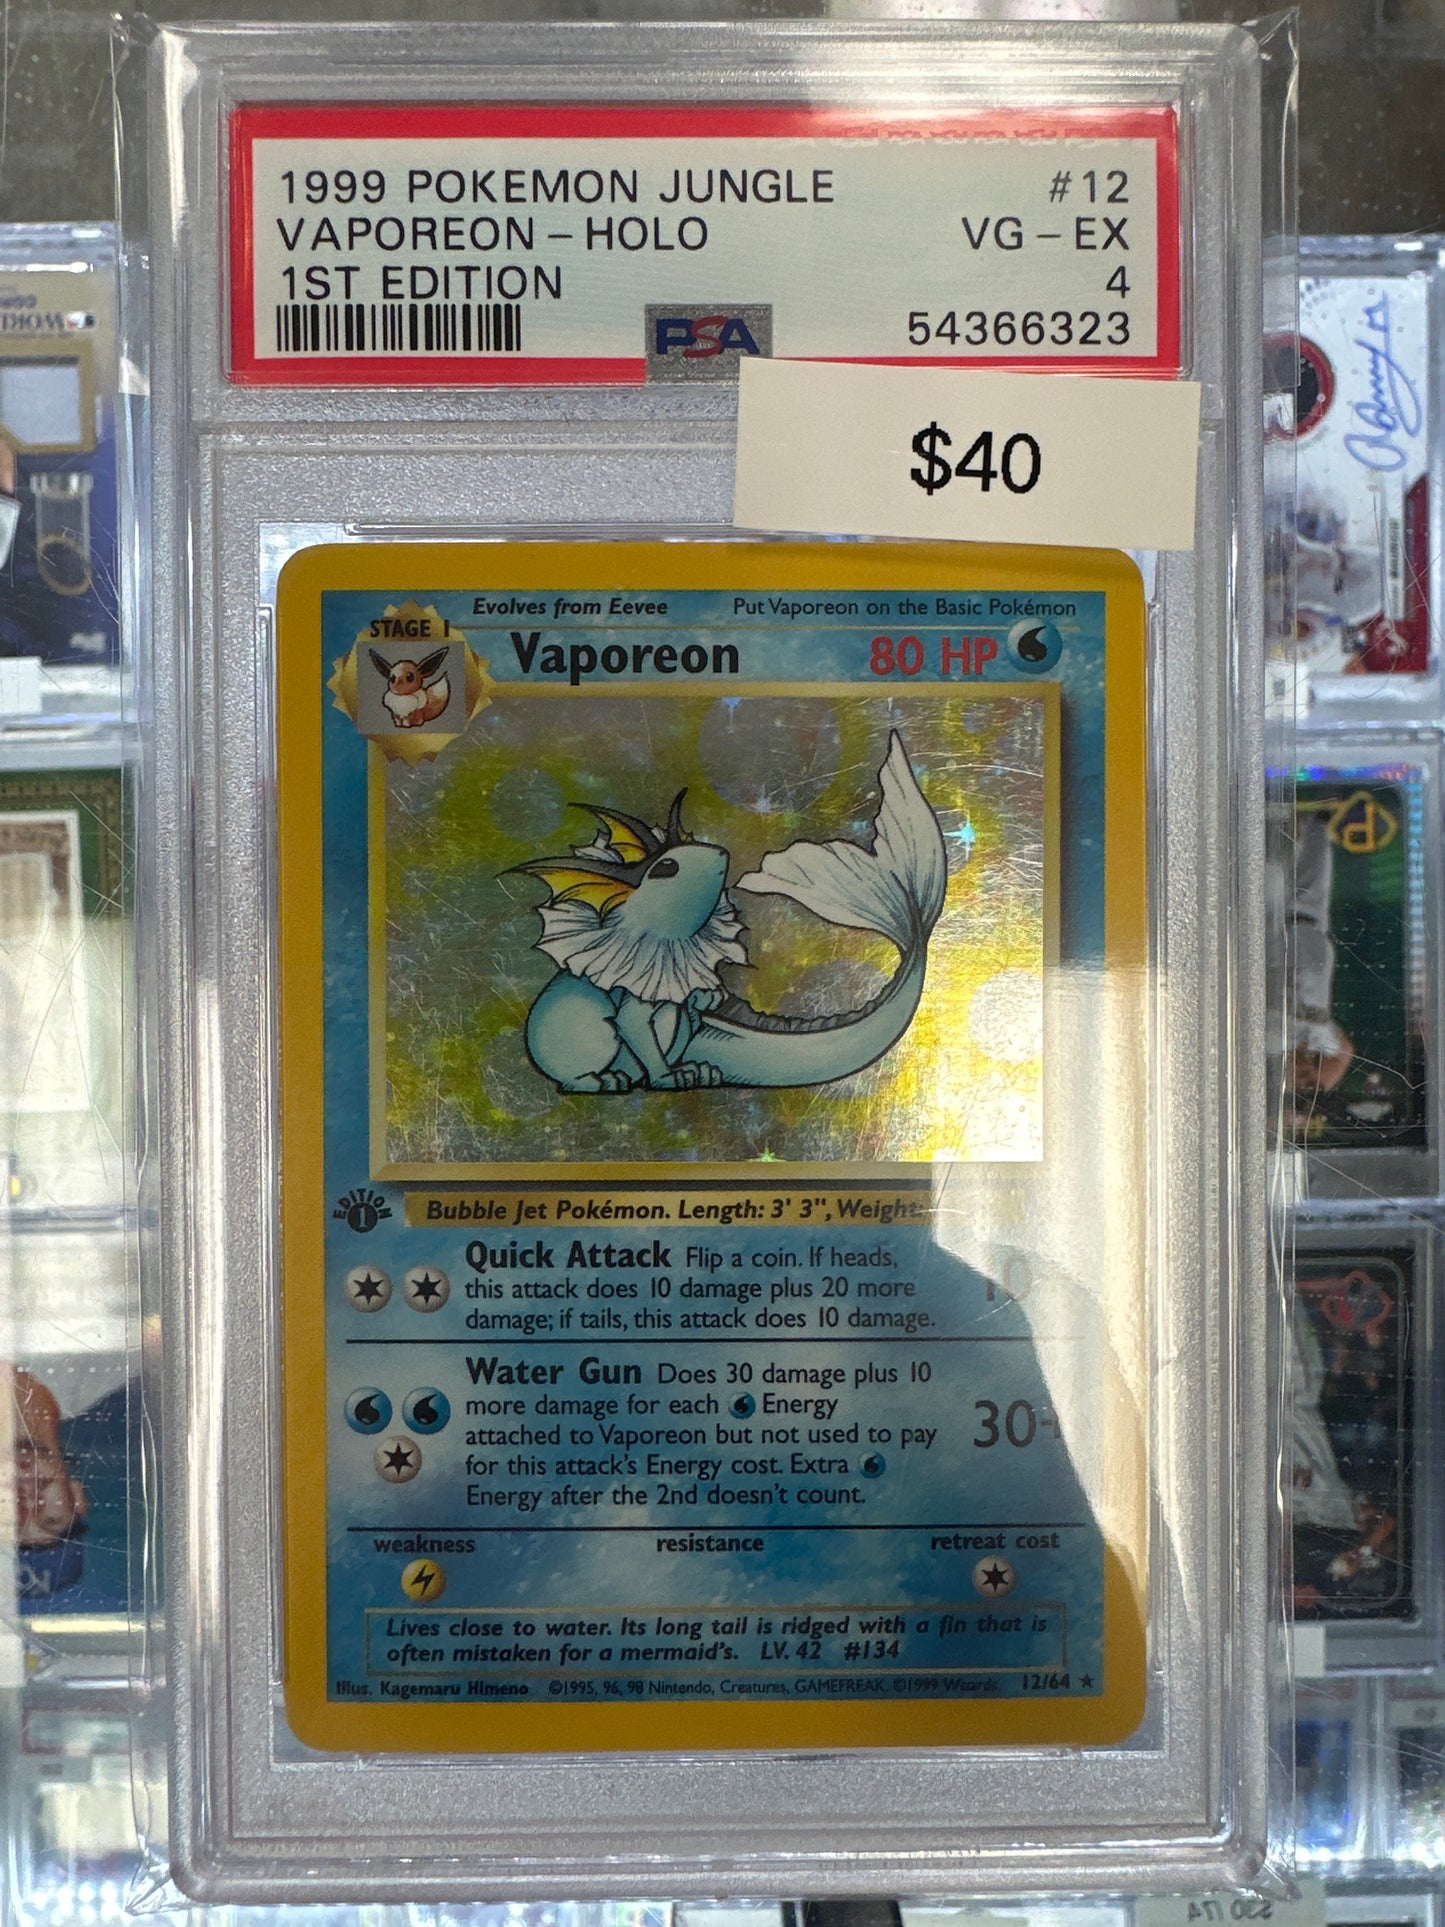 1999 POKEMON JUNGLE #12
VAPOREON - HOLO VG - EX
1ST EDITION 4
PSA 54366323
$40
Evolves from Eevee Put Vaporeon on the Basic Pokémon
STAGE 1
Vaporeon 80 HP
EDITION 1
Bubble Jet Pokémon. Length: 3' 3", Weight:
Quick Attack Flip a coin. If heads,
this attack does 10 damage plus 20 more 10
damage; if tails, this attack does 10 damage.
Water Gun Does 30 damage plus 10
more damage for each Energy
attached to Vaporeon but not used to pay 30+
for this attack's Energy cost. Extra
Energy after the 2nd doesn't count.
weakness resistance retreat cost
Lives close to water. Its long tail is ridged with a fin that is
often mistaken for a mermaid's. LV. 42 #134
Illus. Kagemaru Himeno ©1995, 96, 98 Nintendo, Creatures, GAMEFREAK. ©1999 Wizards. 12/64 ★